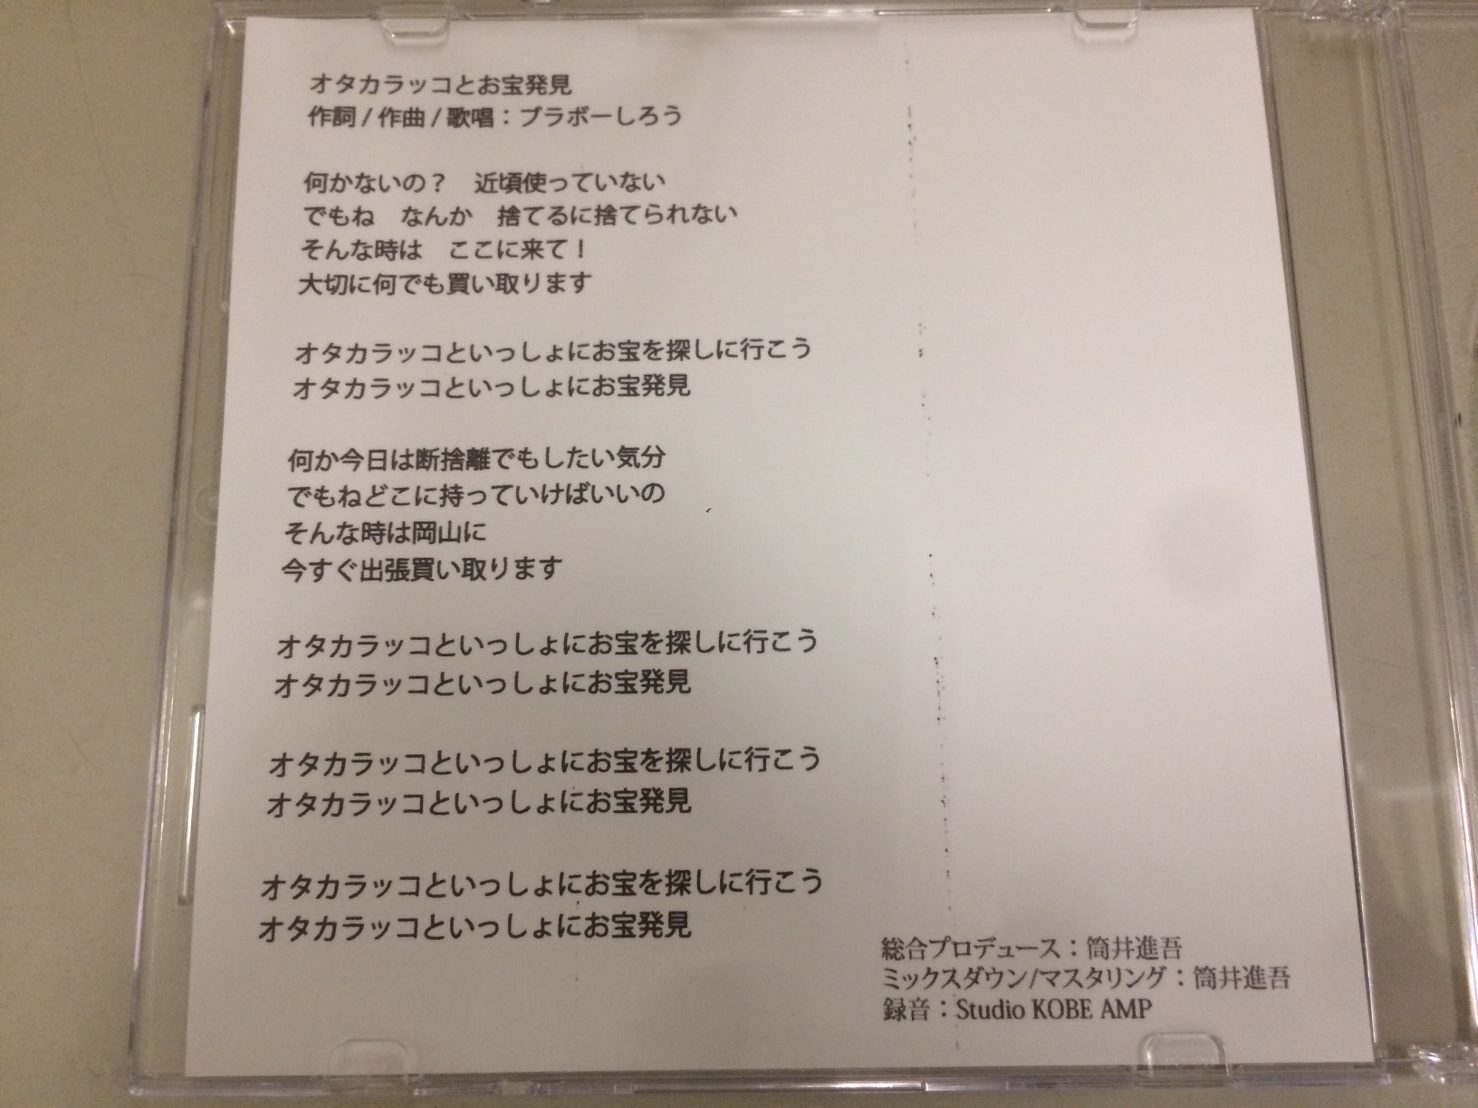 オタカラッコとお宝発見
作詞/作曲/歌唱：ブラボーしろう
何かないの？　近頃使っていない
でもね　なんか　捨てるに捨てられない
そんな時は　ここに来て！
大切に何でも買い取ります
オタカラッコといっしょにお宝を探しに行こう
オタカラッコといっしょにお宝発見
何か今日は断捨離でもしたい気分
でもねどこに持っていけばいいの
そんな時は岡山に
今すぐ出張買い取ります
オタカラッコといっしょにお宝を探しに行こう
オタカラッコといっしょにお宝発見
オタカラッコといっしょにお宝を探しに行こう
オタカラッコといっしょにお宝発見
オタカラッコといっしょにお宝を探しに行こう
オタカラッコといっしょにお宝発見
総合プロデュース：筒井進吾
ミックスダウン/マスタリング：筒井進吾
録音：Studio KOBE AMP